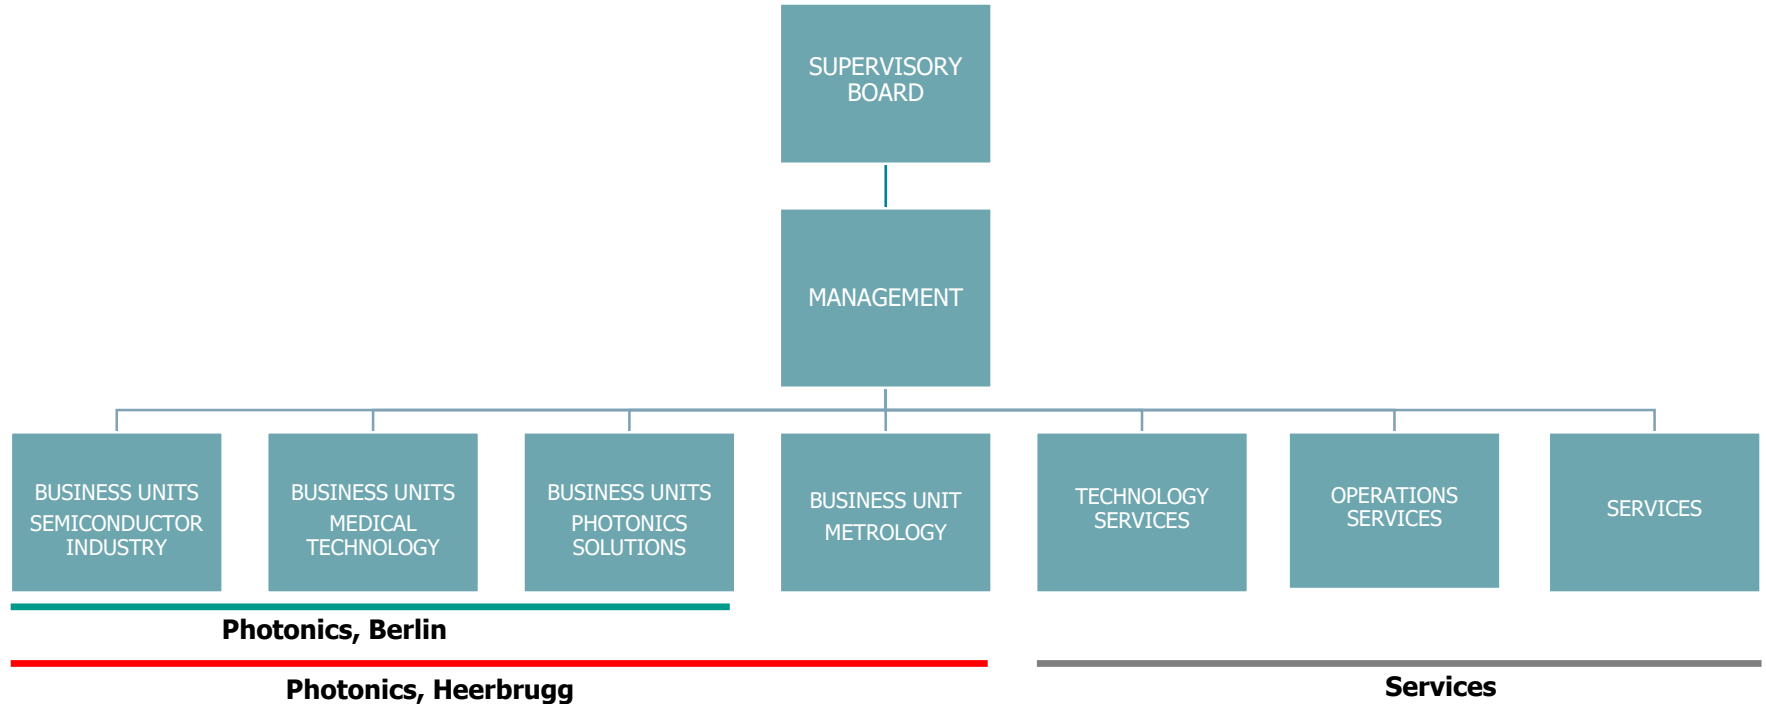 SUPERVISORY
BOARD
MANAGEMENT
BUSINESS UNITS
SEMICONDUCTOR
INDUSTRY
BUSINESS UNITS
MEDICAL
TECHNOLOGY
BUSINESS UNITS
PHOTONICS
SOLUTIONS
BUSINESS UNIT
METROLOGY
TECHNOLOGY
SERVICES
OPERATIONS
SERVICES
SERVICES
Photonics, Berlin
Photonics, Heerbrugg
Services